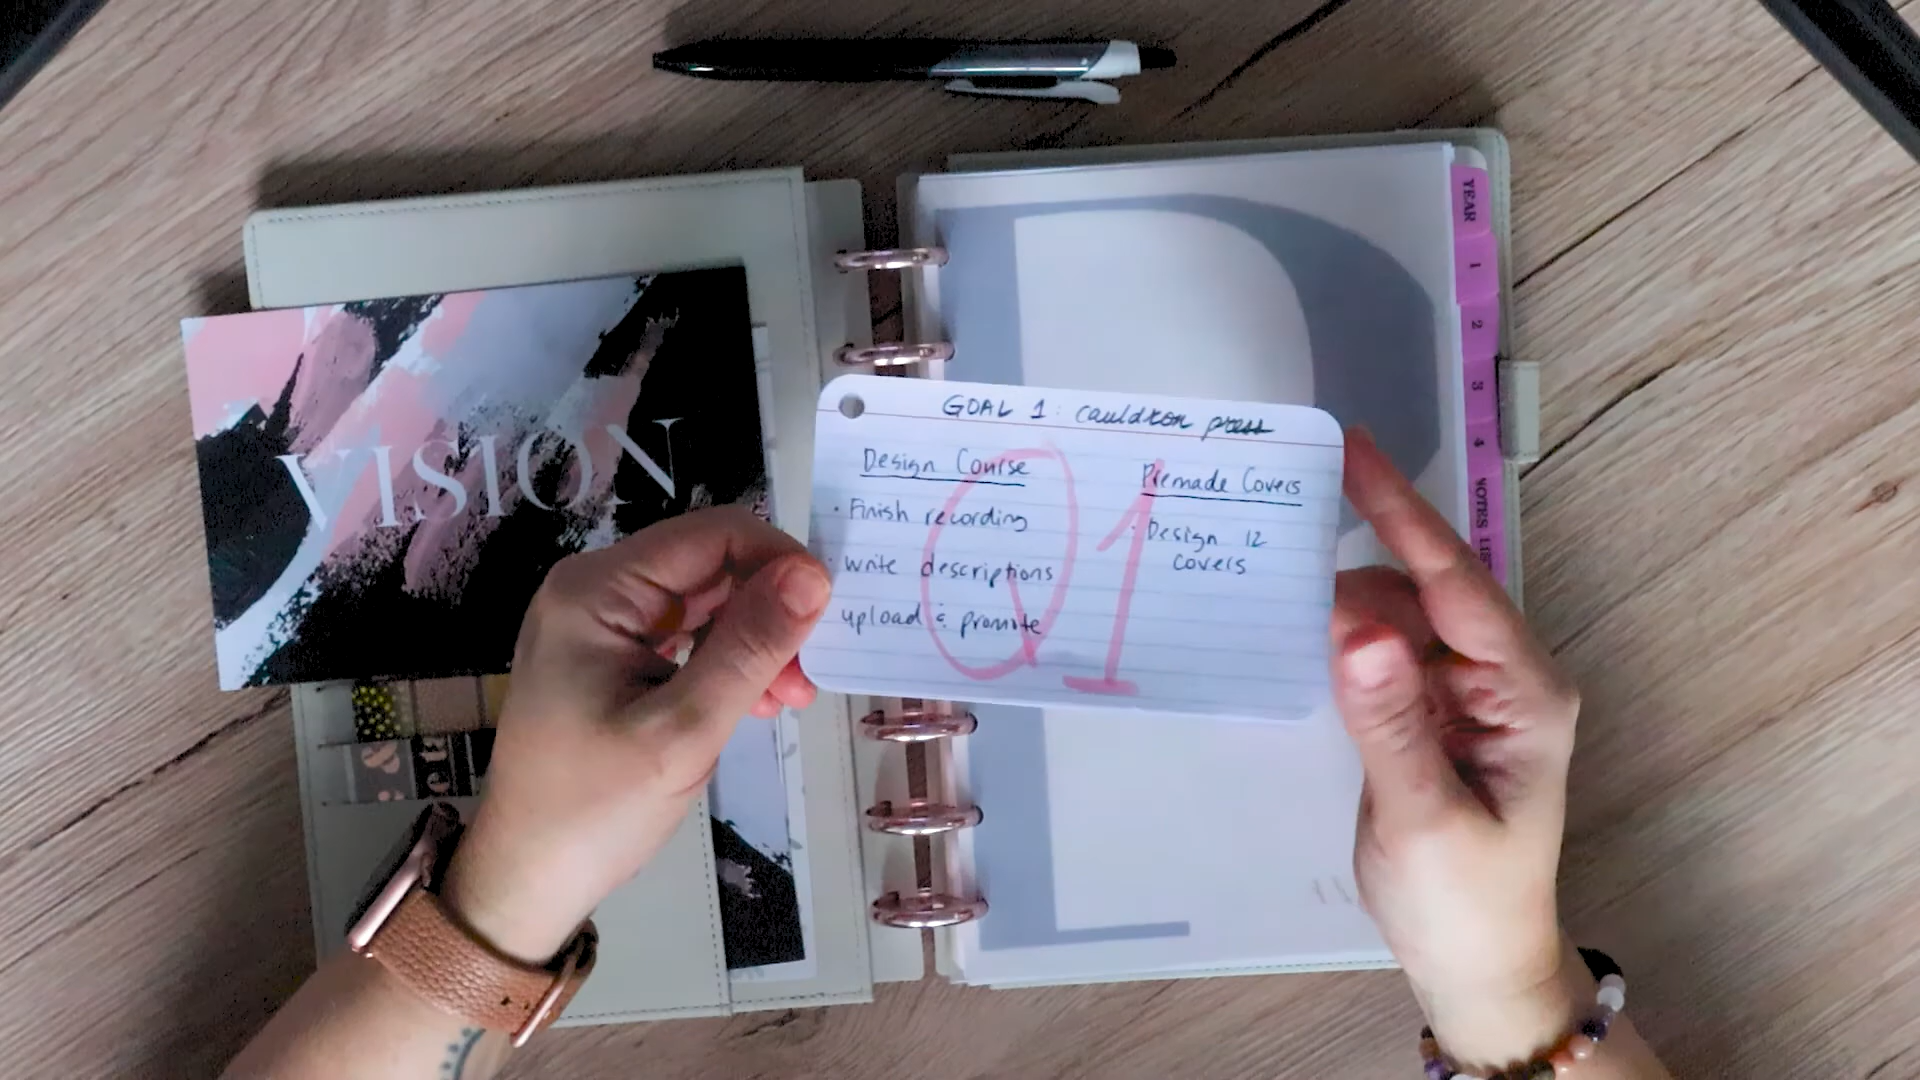 YEAR
1
2
3
4
NOTES
VISION
GOAL 1: cauldron press
Design Course
· Finish recording
· write descriptions
upload & promote
Premade Covers
· Design 12
covers
Q1
&